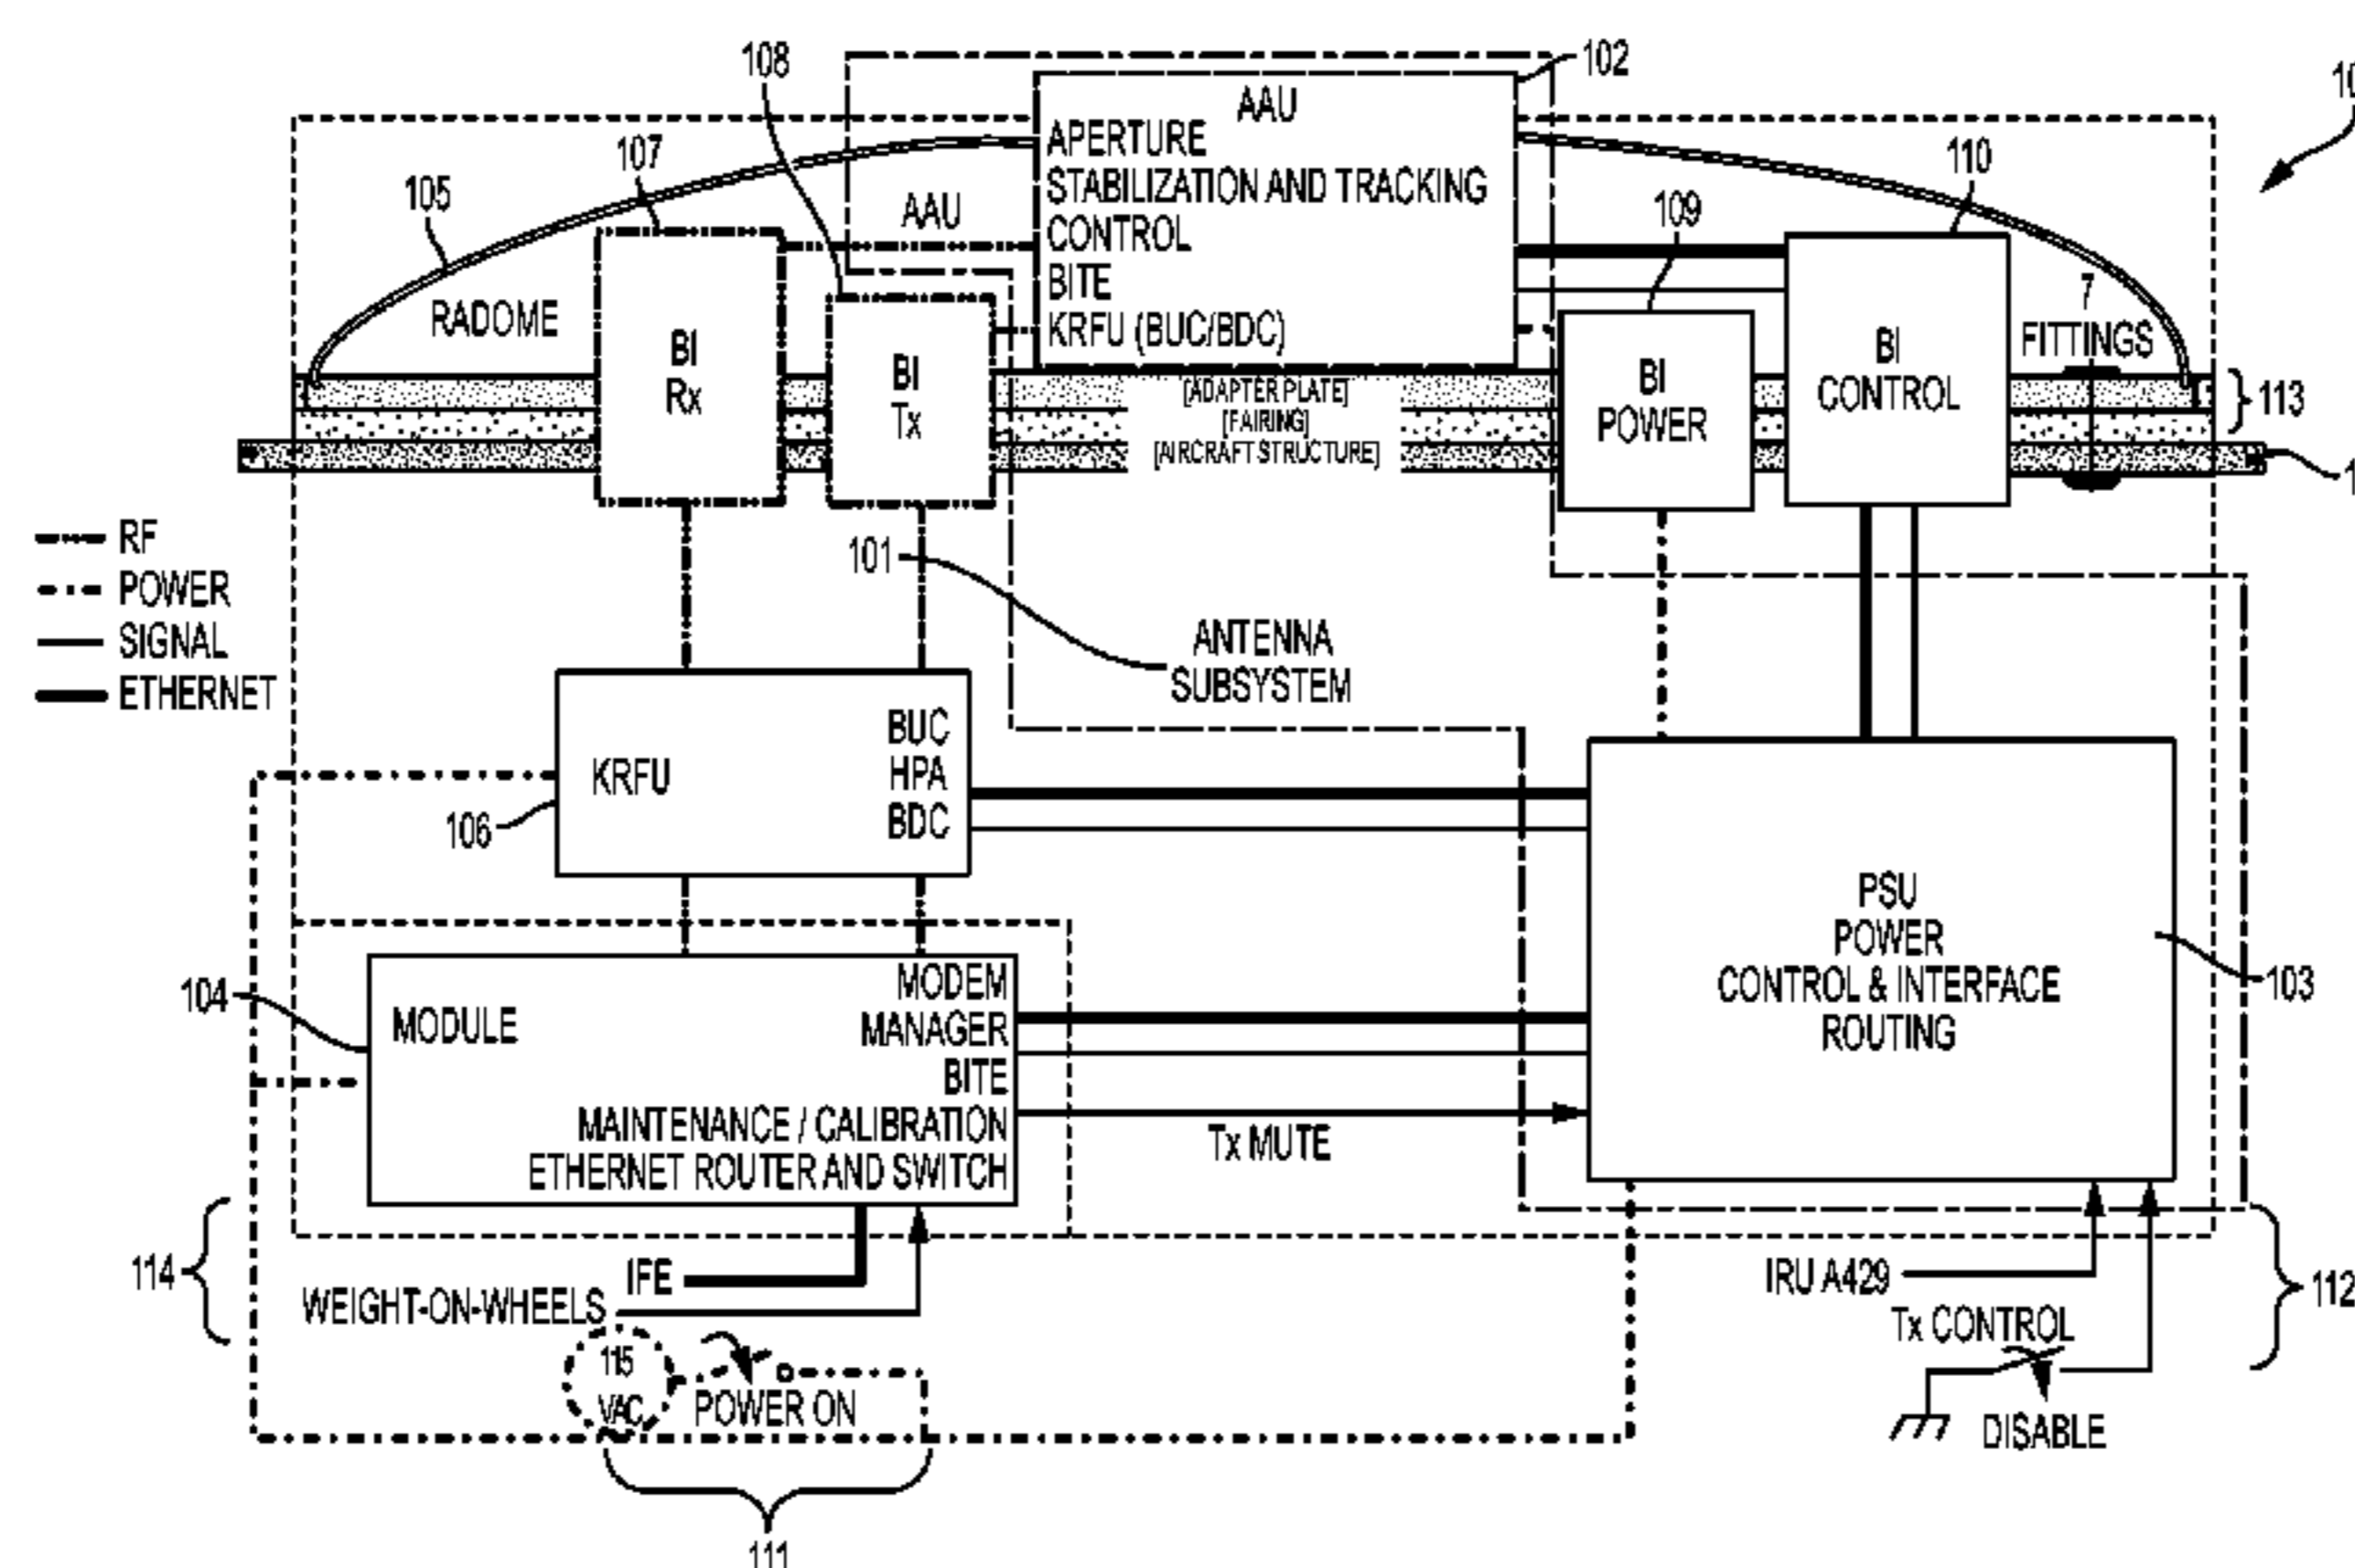 108
102
10
AAU
APERTURE
STABILIZATION AND TRACKING
CONTROL
BITE
KRFU (BUC/BDC)
107
110
105
AAU
109
RADOME
BI
Rx
BI
Tx
BI
POWER
BI
CONTROL
7
FITTINGS
[ADAPTER PLATE]
[FAIRING]
[AIRCRAFT STRUCTURE]
113
1
RF
POWER
SIGNAL
ETHERNET
101
ANTENNA
SUBSYSTEM
KRFU
BUC
HPA
BDC
106
PSU
POWER
CONTROL & INTERFACE
ROUTING
103
104
MODULE
MODEM
MANAGER
BITE
MAINTENANCE / CALIBRATION
ETHERNET ROUTER AND SWITCH
Tx MUTE
114
IFE
WEIGHT-ON-WHEELS
IRU A429
112
Tx CONTROL
DISABLE
115
VAC
POWER ON
111